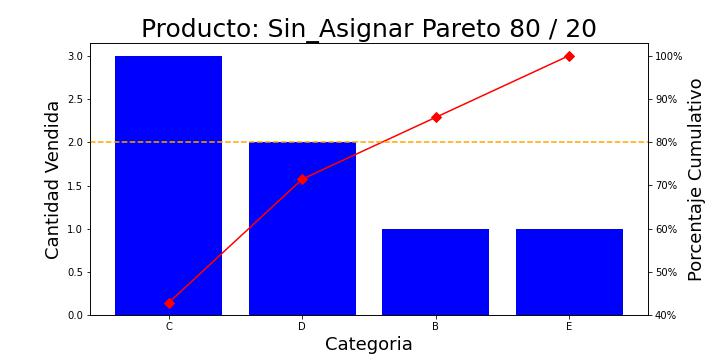 Producto: Sin_Asignar Pareto 80 / 20
3.0
2.5
2.0
1.5
1.0
0.5
0.0
Cantidad Vendida
100%
90%
80%
70%
60%
50%
40%
Porcentaje Cumulativo
C D B E
Categoria